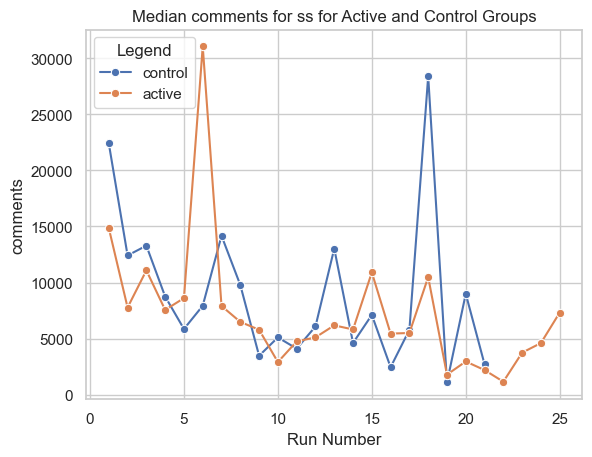 Median comments for ss for Active and Control Groups
Legend
control
active
comments
30000
25000
20000
15000
10000
5000
0
0 5 10 15 20 25
Run Number